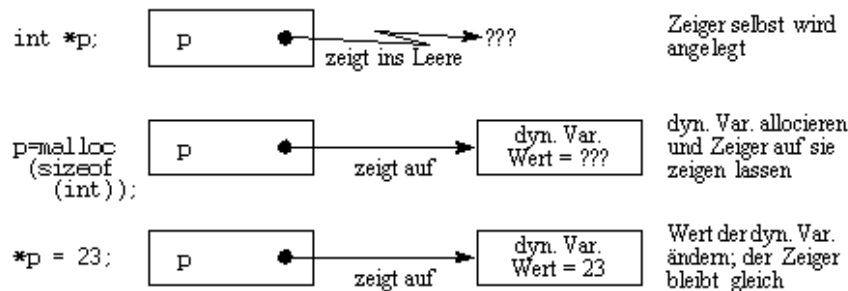 int *p;
p
zeigt ins Leere
???
Zeiger selbst wird
angelegt
p=malloc
(sizeof
(int));
p
zeigt auf
dyn. Var.
Wert = ???
dyn. Var. allocieren
und Zeiger auf sie
zeigen lassen
*p = 23;
p
zeigt auf
dyn. Var.
Wert = 23
Wert der dyn. Var.
ändern; der Zeiger
bleibt gleich